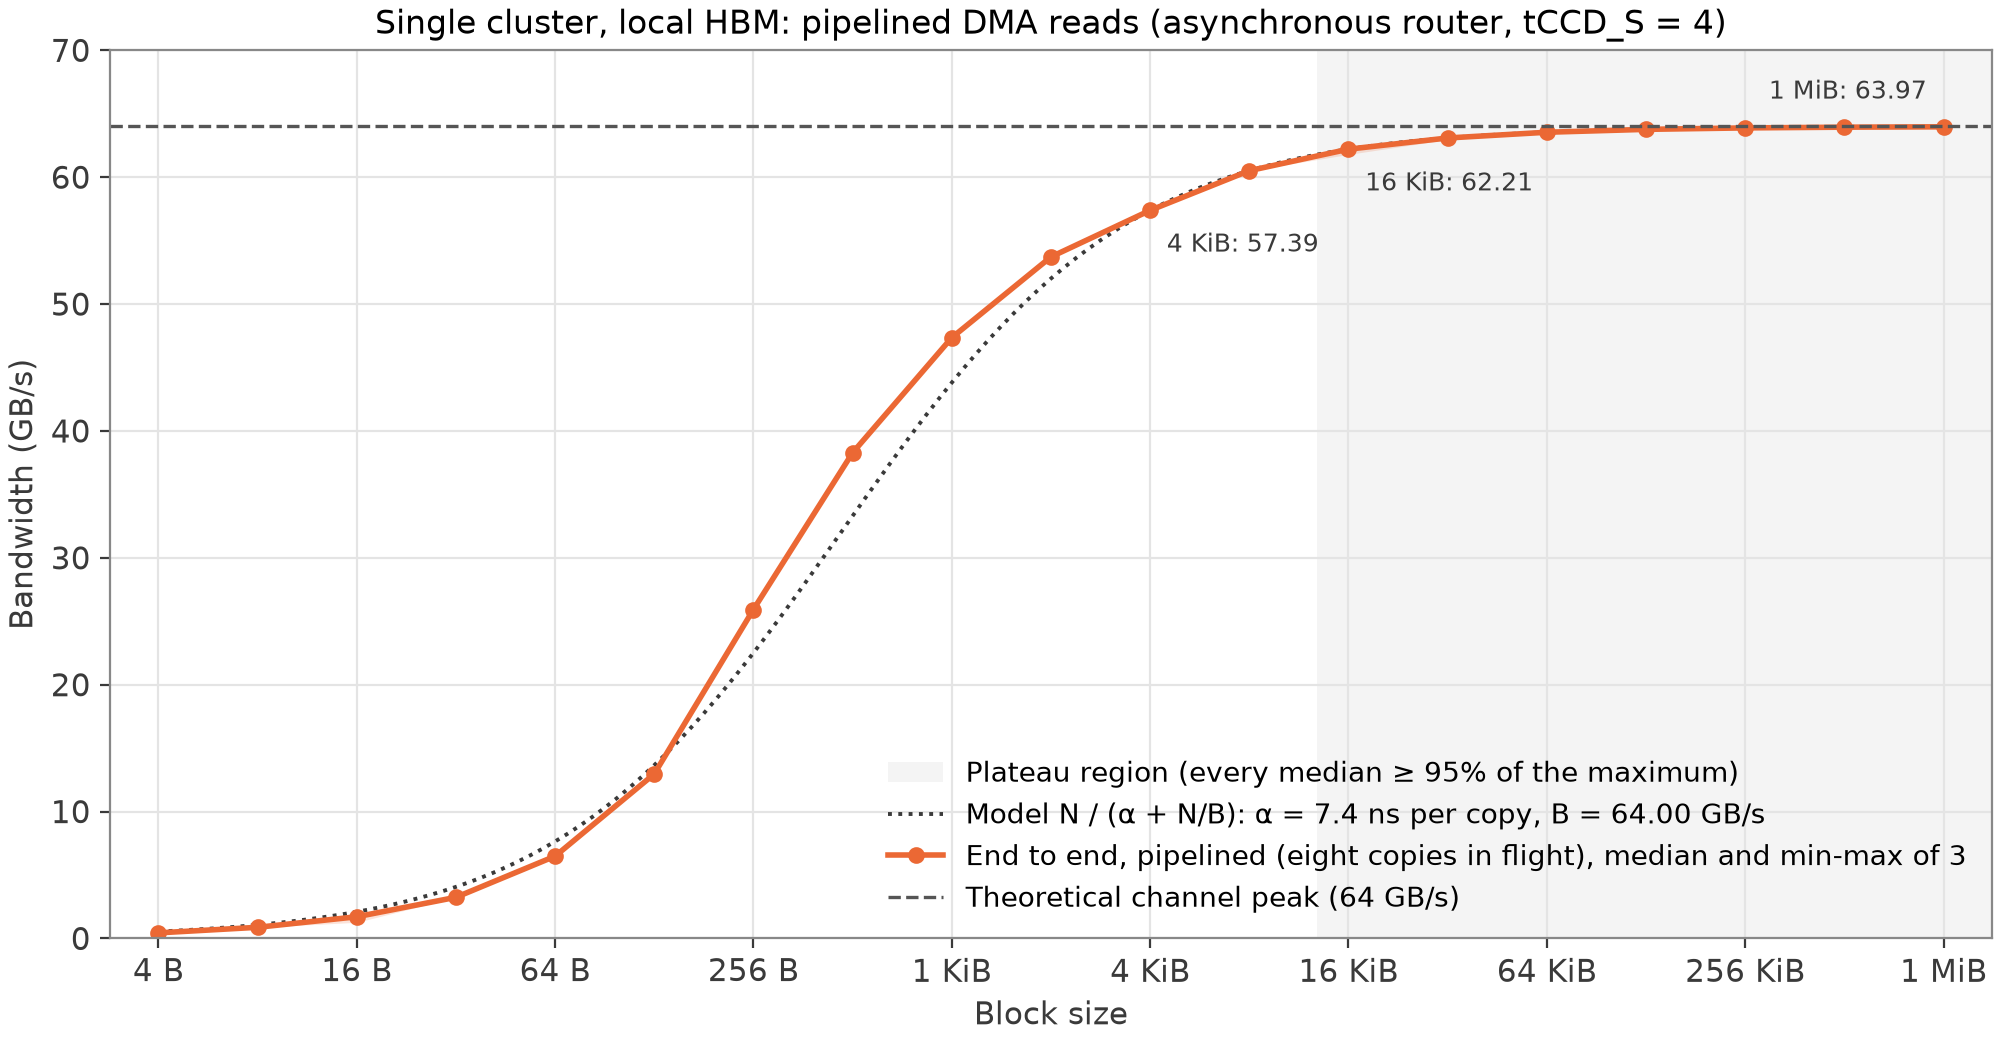 Single cluster, local HBM: pipelined DMA reads (asynchronous router, tCCD_S = 4)
70
60
50
40
30
20
10
0
Bandwidth (GB/s)
1 MiB: 63.97
16 KiB: 62.21
4 KiB: 57.39
Plateau region (every median ≥ 95% of the maximum)
Model N / (α + N/B): α = 7.4 ns per copy, B = 64.00 GB/s
End to end, pipelined (eight copies in flight), median and min-max of 3
Theoretical channel peak (64 GB/s)
4 B
16 B
64 B
256 B
1 KiB
4 KiB
16 KiB
64 KiB
256 KiB
1 MiB
Block size